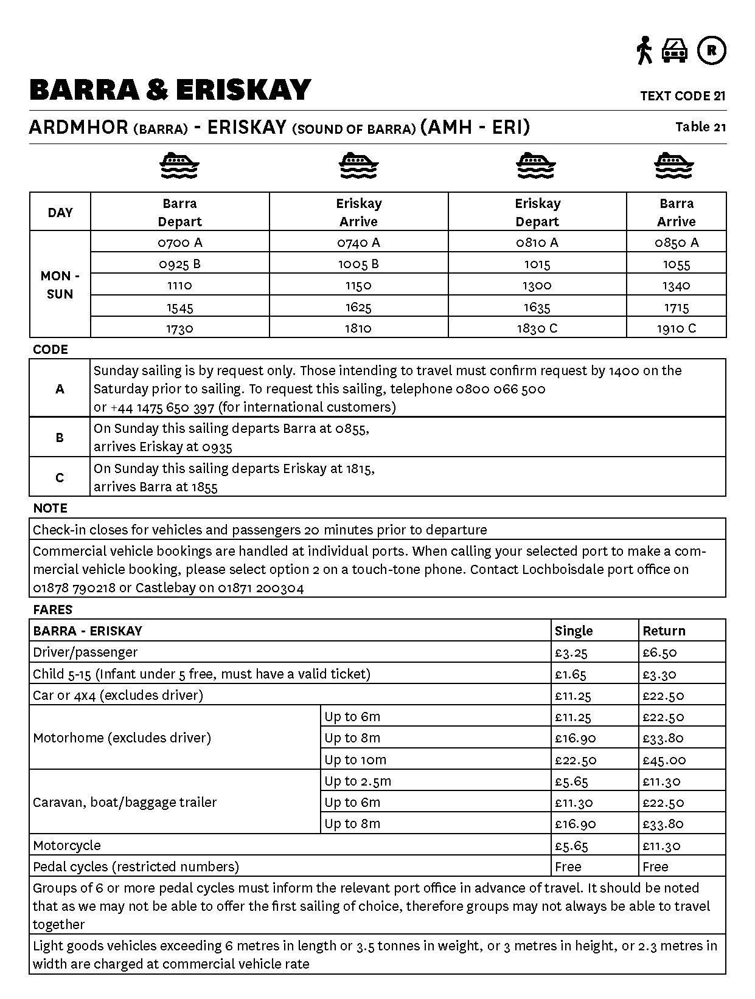 R
BARRA & ERISKAY
TEXT CODE 21
ARDMHOR (BARRA) - ERISKAY (SOUND OF BARRA) (AMH - ERI) Table 21
DAY Barra Depart Eriskay Arrive Eriskay Depart Barra Arrive
MON - SUN
0700 A 0740 A 0810 A 0850 A
0925 B 1005 B 1015 1055
1110 1150 1300 1340
1545 1625 1635 1715
1730 1810 1830 C 1910 C
CODE
A
Sunday sailing is by request only. Those intending to travel must confirm request by 1400 on the
Saturday prior to sailing. To request this sailing, telephone 0800 066 500
or +44 1475 650 397 (for international customers)
B
On Sunday this sailing departs Barra at 0855,
arrives Eriskay at 0935
C
On Sunday this sailing departs Eriskay at 1815,
arrives Barra at 1855
NOTE
Check-in closes for vehicles and passengers 20 minutes prior to departure
Commercial vehicle bookings are handled at individual ports. When calling your selected port to make a com-
mercial vehicle booking, please select option 2 on a touch-tone phone. Contact Lochboisdale port office on
01878 790218 or Castlebay on 01871 200304
FARES
BARRA - ERISKAY Single Return
Driver/passenger £3.25 £6.50
Child 5-15 (Infant under 5 free, must have a valid ticket) £1.65 £3.30
Car or 4x4 (excludes driver) £11.25 £22.50
Motorhome (excludes driver)
Up to 6m £11.25 £22.50
Up to 8m £16.90 £33.80
Up to 10m £22.50 £45.00
Caravan, boat/baggage trailer
Up to 2.5m £5.65 £11.30
Up to 6m £11.30 £22.50
Up to 8m £16.90 £33.80
Motorcycle £5.65 £11.30
Pedal cycles (restricted numbers) Free Free
Groups of 6 or more pedal cycles must inform the relevant port office in advance of travel. It should be noted
that as we may not be able to offer the first sailing of choice, therefore groups may not always be able to travel
together
Light goods vehicles exceeding 6 metres in length or 3.5 tonnes in weight, or 3 metres in height, or 2.3 metres in
width are charged at commercial vehicle rate